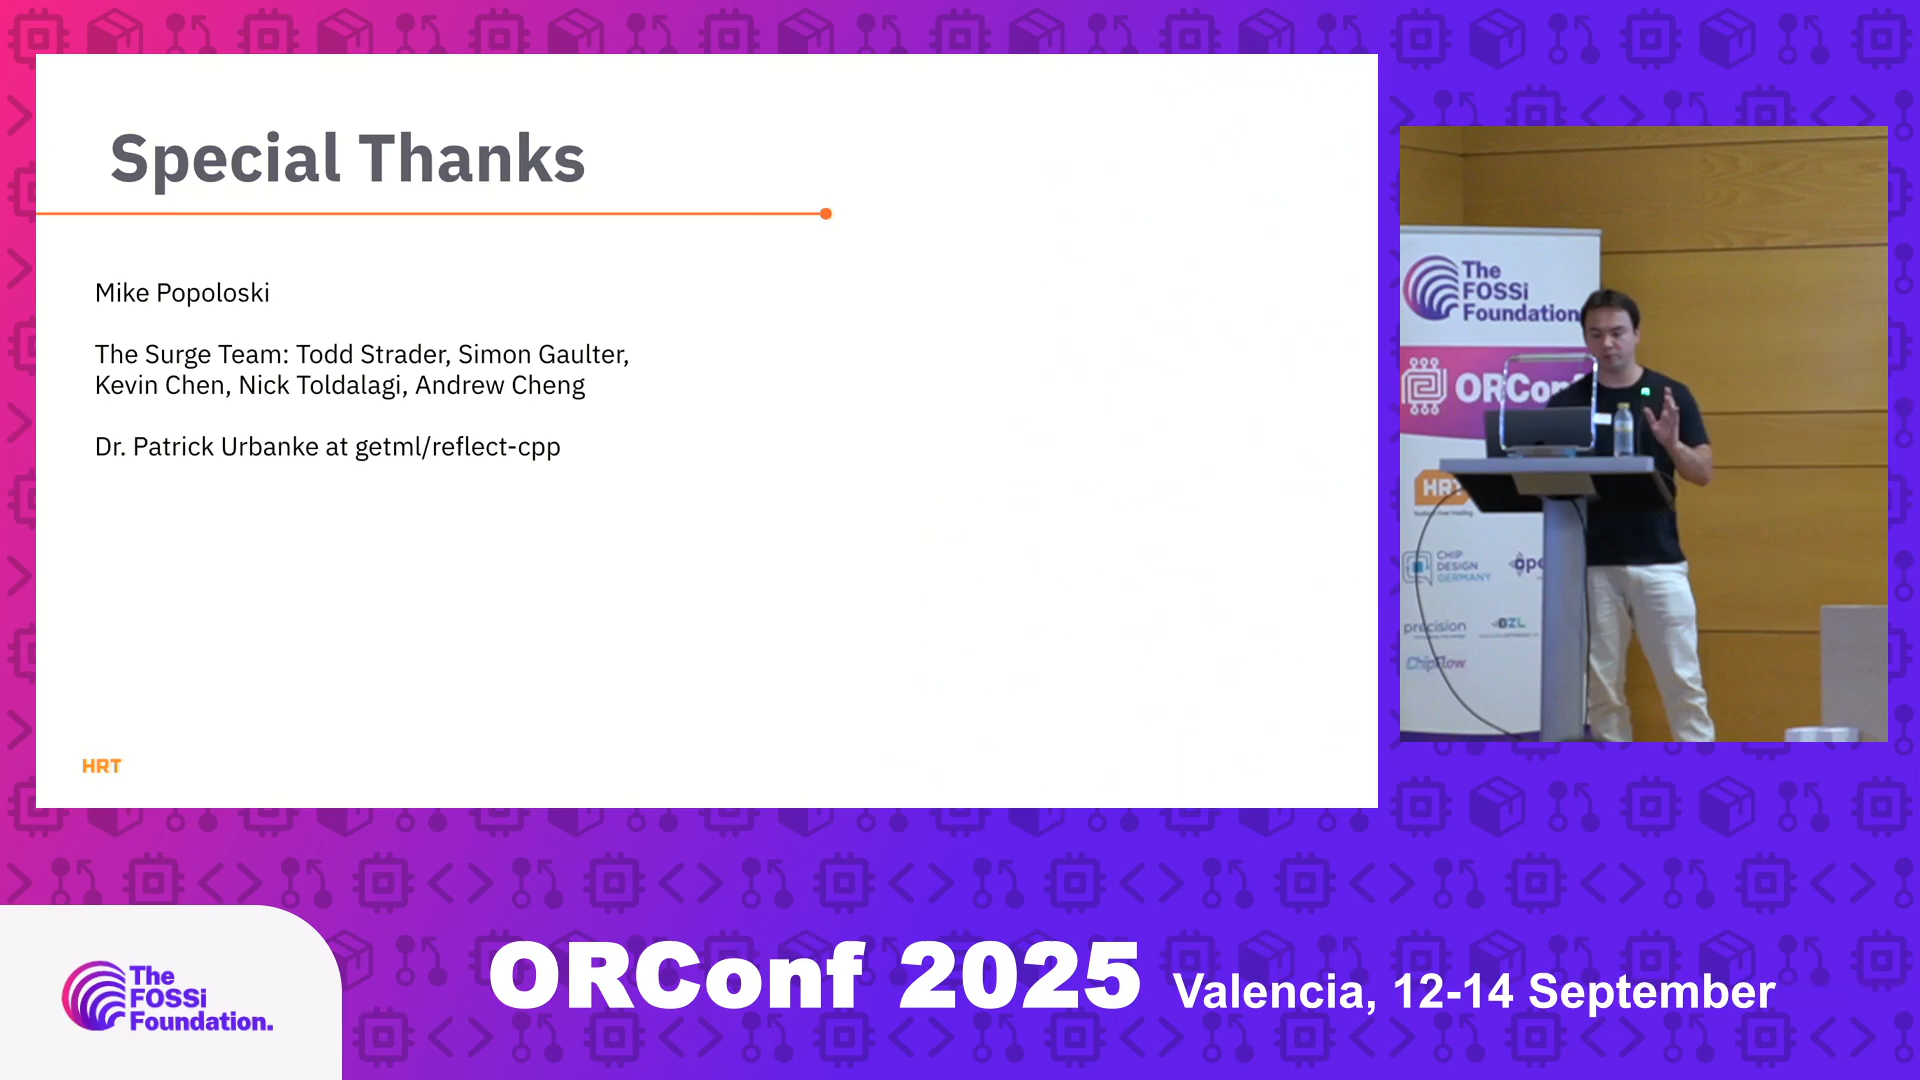 Special Thanks
Mike Popoloski
The Surge Team: Todd Strader, Simon Gaulter,
Kevin Chen, Nick Toldalagi, Andrew Cheng
Dr. Patrick Urbanke at getml/reflect-cpp
HRT
The
FOSSi
Foundation
ORConf
HRT
CHIP
DESIGN
GERMANY
precision
ChipFlow
The
FOSSi
Foundation.
ORConf 2025 Valencia, 12-14 September